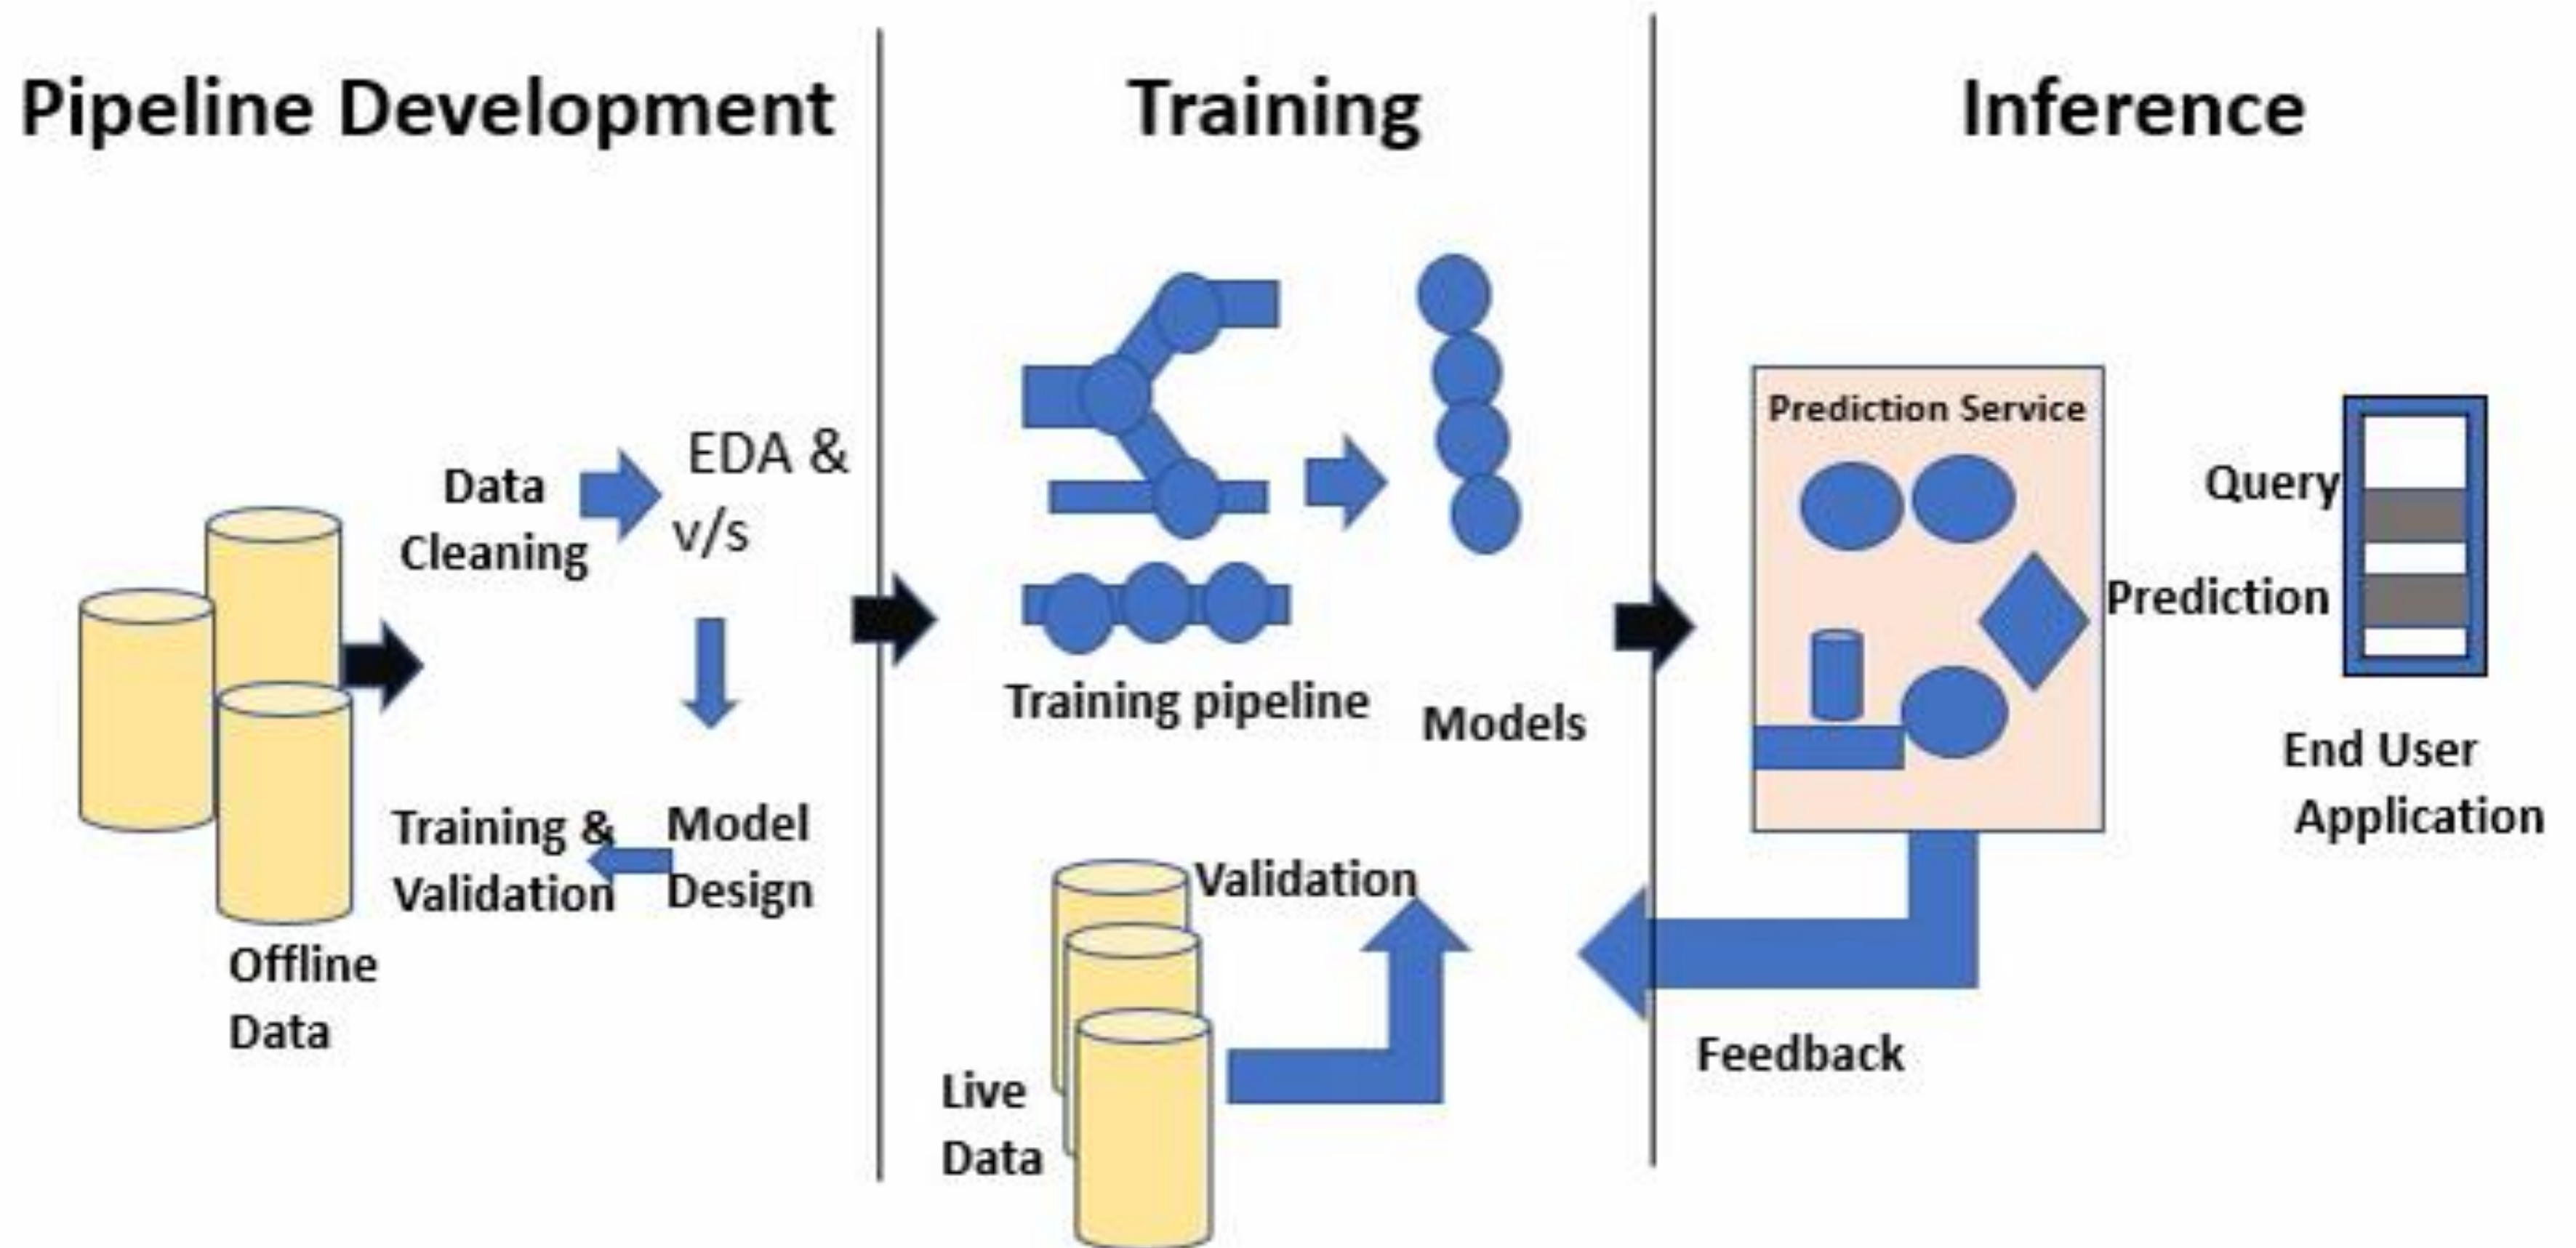 Pipeline Development
Training
Inference
Data
Cleaning
EDA &
v/s
Training &
Validation
Model
Design
Offline
Data
Training pipeline
Models
Validation
Live
Data
Prediction Service
Query
Prediction
End User
Application
Feedback